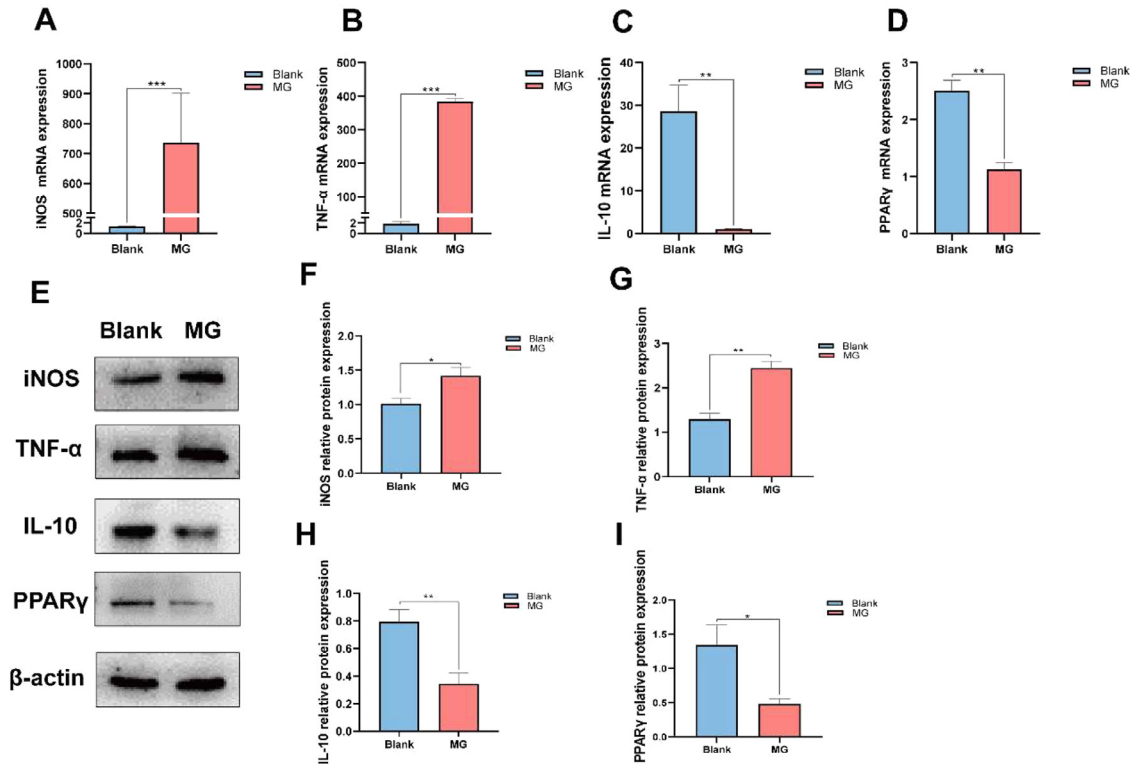 A
iNOS mRNA expression
1000
900
800
700
600
500
2
0
***
Blank
MG
Blank
MG
B
TNF-α mRNA expression
500
400
300
200
100
2
0
***
Blank
MG
Blank
MG
C
IL-10 mRNA expression
40
30
20
10
0
**
Blank
MG
Blank
MG
D
PPARγ mRNA expression
3
2
1
0
**
Blank
MG
Blank
MG
E
Blank MG
iNOS
TNF-α
IL-10
PPARγ
β-actin
F
iNOS relative protein expression
2.0
1.5
1.0
0.5
0.0
*
Blank
MG
Blank
MG
G
TNF-α relative protein expression
3
2
1
0
**
Blank
MG
Blank
MG
H
IL-10 relative protein expression
1.0
0.8
0.6
0.4
0.2
0.0
**
Blank
MG
Blank
MG
I
PPARγ relative protein expression
2.0
1.5
1.0
0.5
0.0
*
Blank
MG
Blank
MG